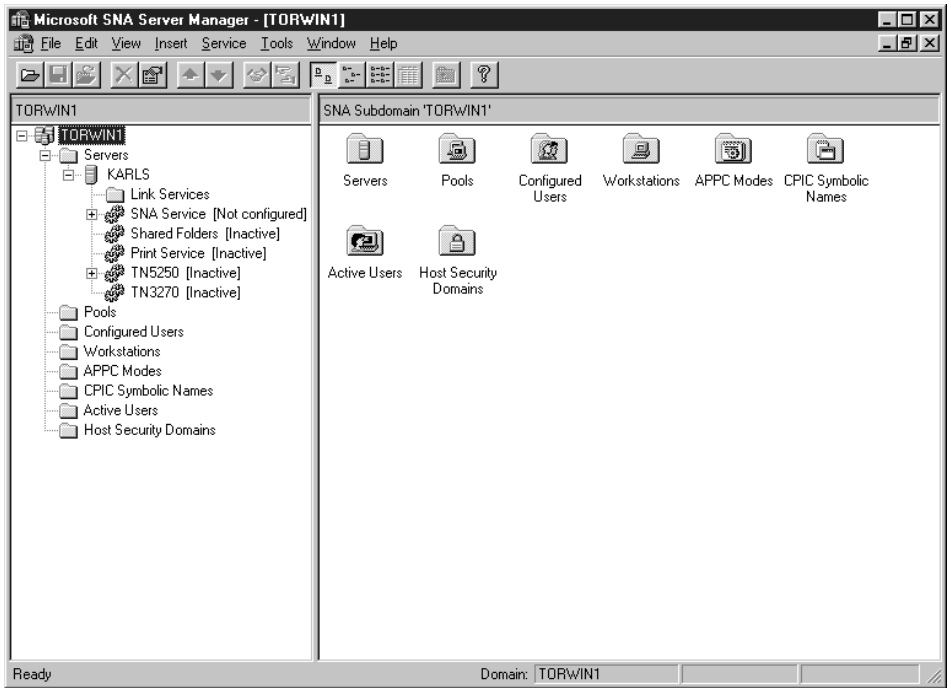 Microsoft SNA Server Manager - [TORWIN1]
File Edit View Insert Service Tools Window Help
TORWIN1
TORWIN1
Servers
KARLS
Link Services
SNA Service [Not configured]
Shared Folders [Inactive]
Print Service [Inactive]
TN5250 [Inactive]
TN3270 [Inactive]
Pools
Configured Users
Workstations
APPC Modes
CPIC Symbolic Names
Active Users
Host Security Domains
SNA Subdomain 'TORWIN1'
Servers
Pools
Configured
Users
Workstations
APPC Modes
CPIC Symbolic
Names
Active Users
Host Security
Domains
Ready
Domain: TORWIN1